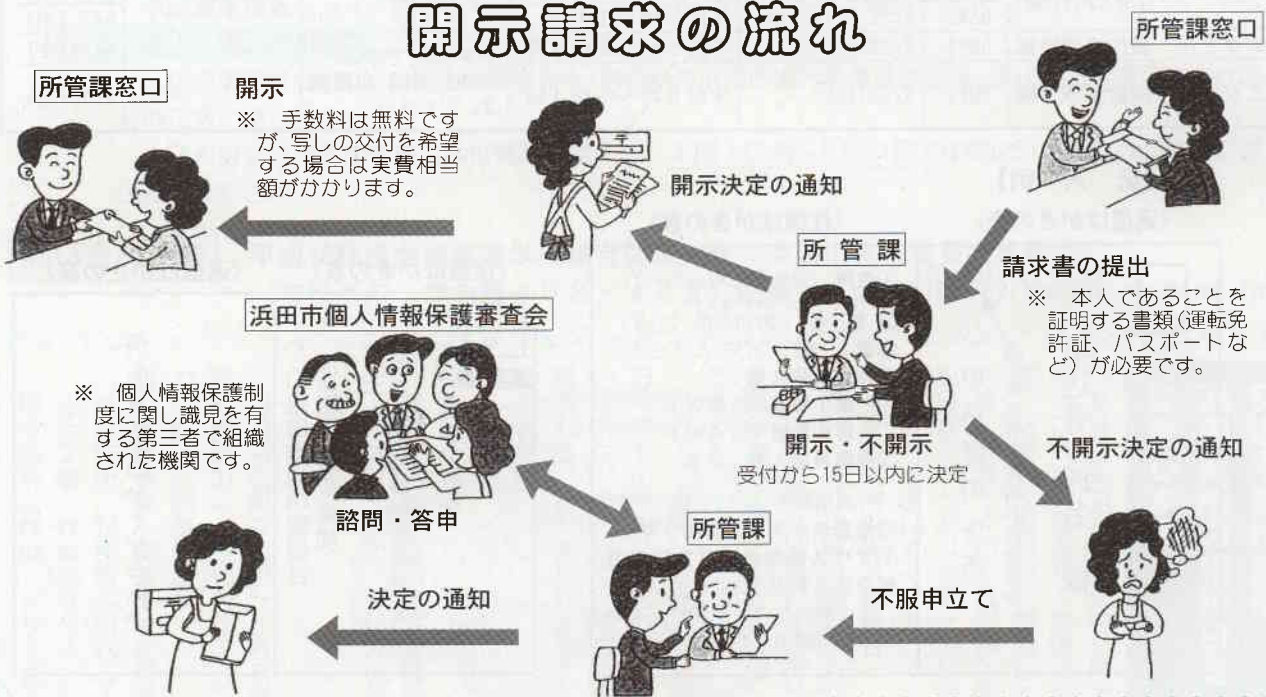 開示請求の流れ
所管課窓口
請求書の提出
※　本人であることを
証明する書類(運転免
許証、パスポートな
ど）が必要です。
所管課
開示・不開示
受付から15日以内に決定
開示決定の通知
開示
※　手数料は無料です
が、写しの交付を希望
する場合は実費相当
額がかかります。
所管課窓口
不開示決定の通知
不服申立て
所管課
浜田市個人情報保護審査会
※　個人情報保護制
度に関し識見を有
する第三者で組織
された機関です。
諮問・答申
決定の通知